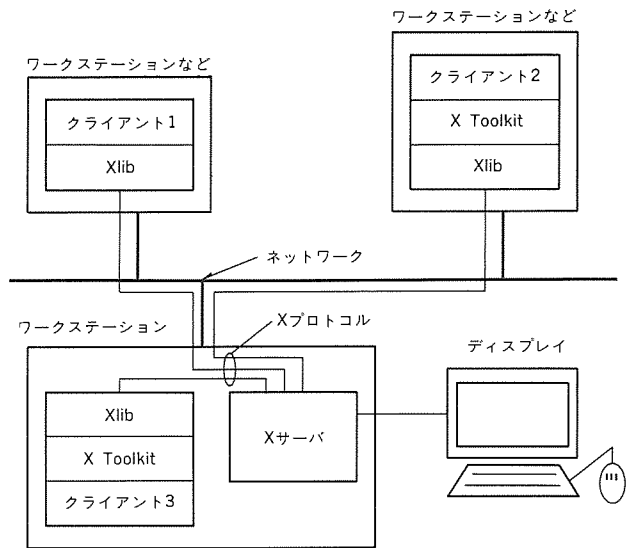 ワークステーションなど
ワークステーションなど
クライアント1
Xlib
クライアント2
X Toolkit
Xlib
ネットワーク
Xプロトコル
ワークステーション
ディスプレイ
Xlib
X Toolkit
クライアント3
Xサーバ